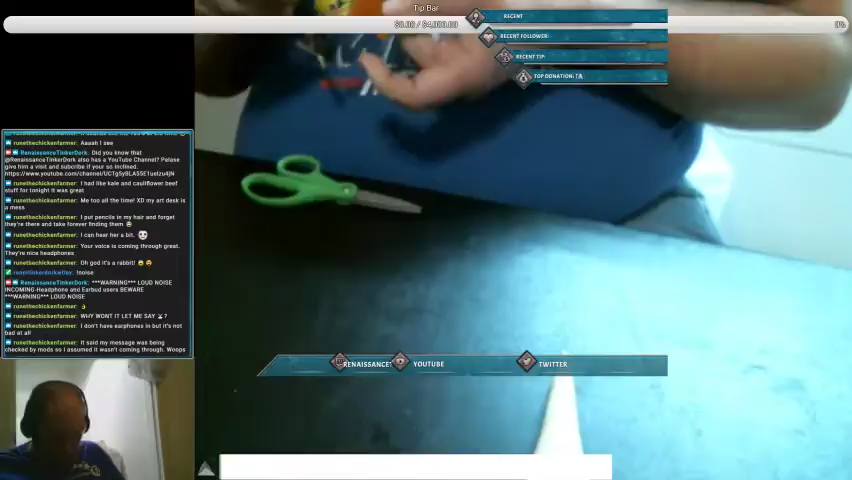 Tip Bar
$0.00 / $4,000.00
0%
RECENT
RECENT FOLLOWER:
RECENT TIP:
TOP DONATION:
runethechickenfarmer: Aaaah I see
RenaissanceTinkerDork: Did you know that
@RenaissanceTinkerDork also has a YouTube Channel? Please
give him a visit and subcribe if your so inclined.
runethechickenfarmer: I had like kale and cauliflower beef
stuff for tonight it was great
runethechickenfarmer: Me too all the time! XD my art desk is
a mess
runethechickenfarmer: I put pencils in my hair and forget
they're there and take forever finding them 😂
runethechickenfarmer: I can hear her a bit.
runethechickenfarmer: Your voice is coming through great.
They're nice headphones
runethechickenfarmer: Oh god it's a rabbit!
!noise
RenaissanceTinkerDork: ***WARNING*** LOUD NOISE
INCOMING-Headphone and Earbud users BEWARE
***WARNING*** LOUD NOISE
runethechickenfarmer:
runethechickenfarmer: WHY WONT IT LET ME SAY ?
runethechickenfarmer: I don't have earphones in but it's not
bad at all!
runethechickenfarmer: It said my message was being
checked by mods so I assumed it wasn't coming through. Woops
RENAISSANCET
YOUTUBE
TWITTER